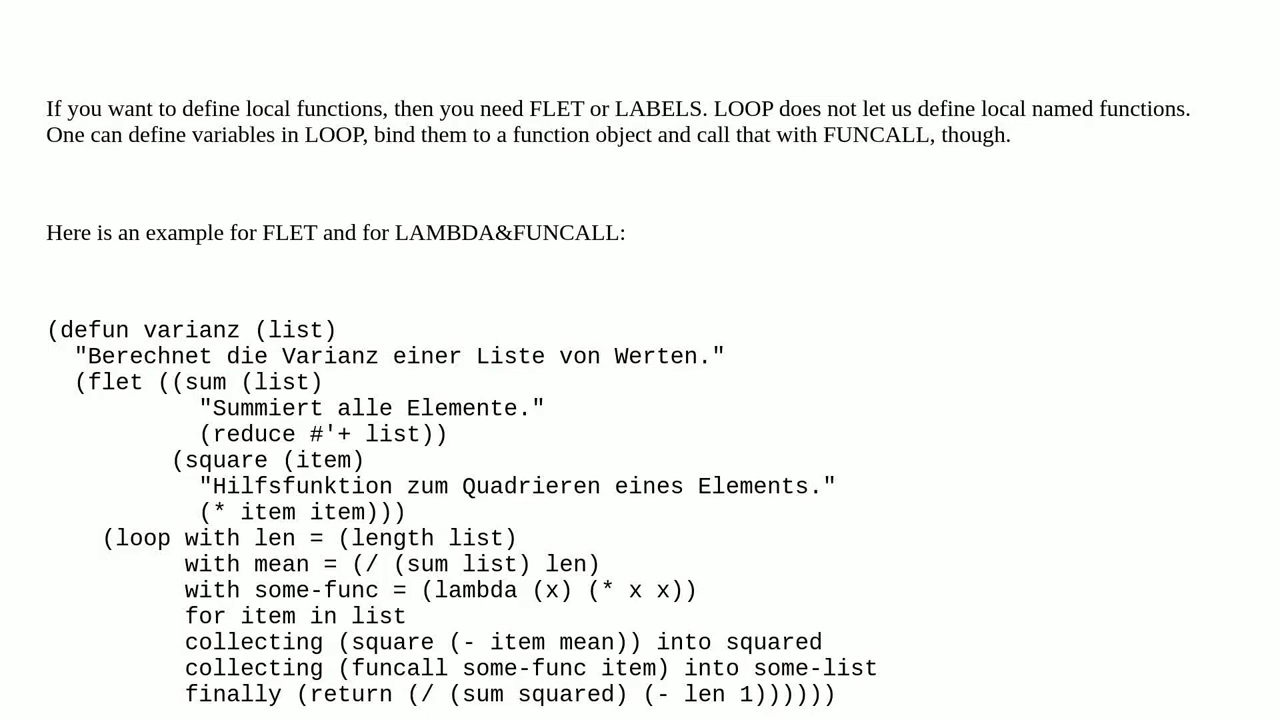 If you want to define local functions, then you need FLET or LABELS. LOOP does not let us define local named functions.
One can define variables in LOOP, bind them to a function object and call that with FUNCALL, though.
Here is an example for FLET and for LAMBDA&FUNCALL:
(defun varianz (list)
  "Berechnet die Varianz einer Liste von Werten."
  (flet ((sum (list)
           "Summiert alle Elemente."
           (reduce #'+ list))
         (square (item)
           "Hilfsfunktion zum Quadrieren eines Elements."
           (* item item)))
    (loop with len = (length list)
          with mean = (/ (sum list) len)
          with some-func = (lambda (x) (* x x))
          for item in list
          collecting (square (- item mean)) into squared
          collecting (funcall some-func item) into some-list
          finally (return (/ (sum squared) (- len 1))))))